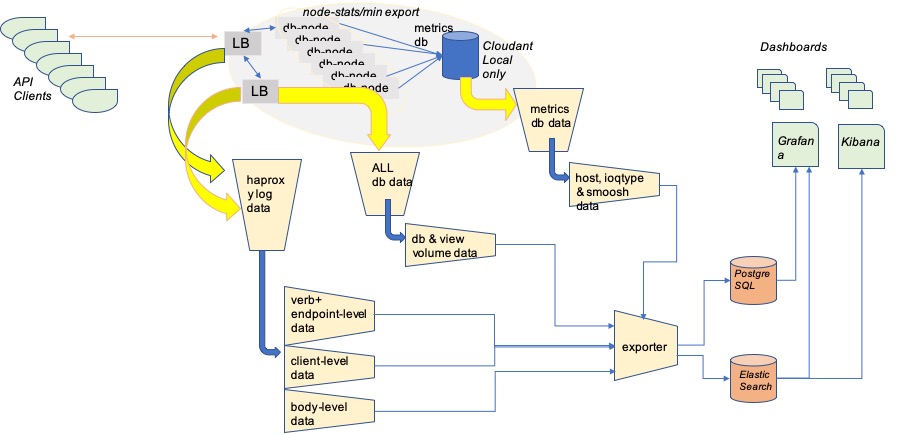 node-stats/min export
db-node
db-node
db-node
db-node
db-node
metrics
db
Cloudant
Local
only
LB
LB
API
Clients
Dashboards
Grafan
a
Kibana
metrics
db data
host, ioqtype
& smoosh
data
haprox
y log
data
ALL
db data
db & view
volume data
verb+
endpoint-level
data
client-level
data
body-level
data
exporter
Postgre
SQL
Elastic
Search